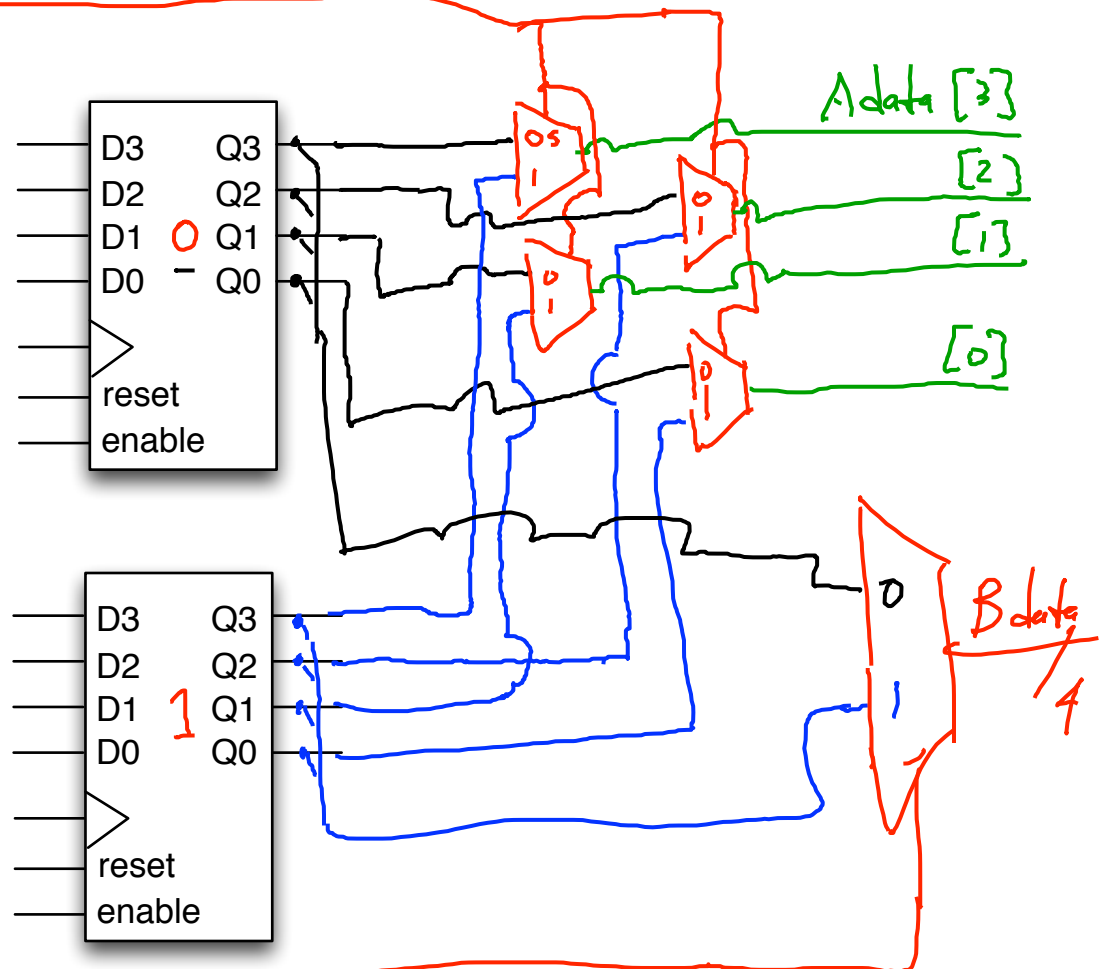 Adata [3]
[2]
[1]
[0]
D3 Q3
D2 Q2
D1 0 Q1
D0 Q0
reset
enable
0S
1
0
1
0
1
0
1
D3 Q3
D2 Q2
D1 1 Q1
D0 Q0
reset
enable
0
1
Bdata
4